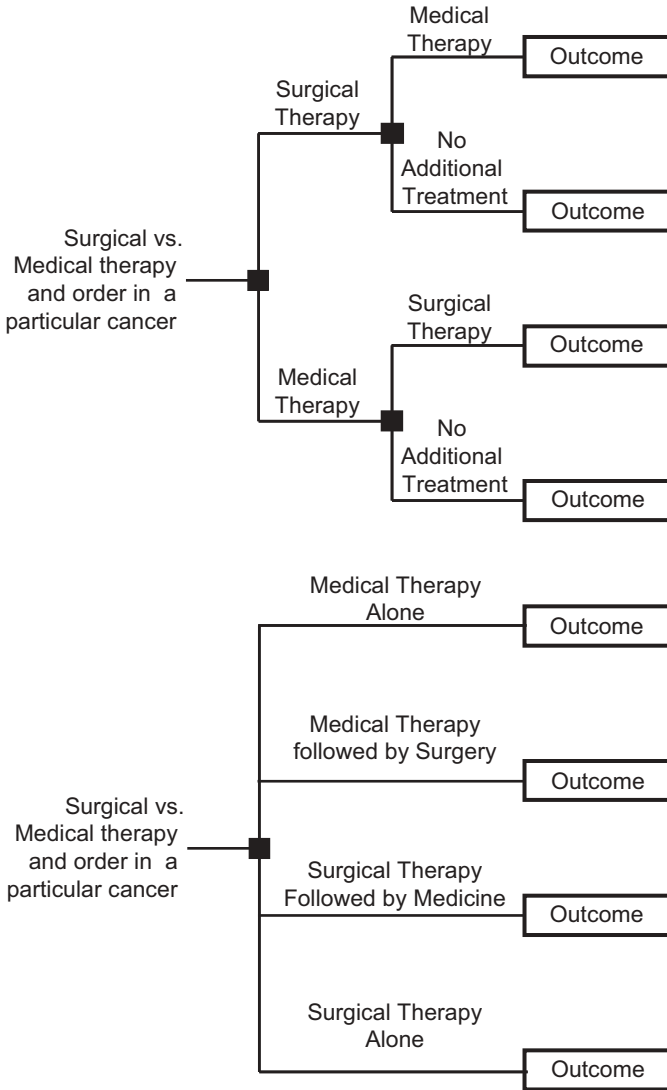 Medical
Therapy
Outcome
Surgical
Therapy
No
Additional
Treatment
Outcome
Surgical vs.
Medical therapy
and order in a
particular cancer
Surgical
Therapy
Outcome
Medical
Therapy
No
Additional
Treatment
Outcome
Medical Therapy
Alone
Outcome
Medical Therapy
followed by Surgery
Outcome
Surgical vs.
Medical therapy
and order in a
particular cancer
Surgical Therapy
Followed by Medicine
Outcome
Surgical Therapy
Alone
Outcome